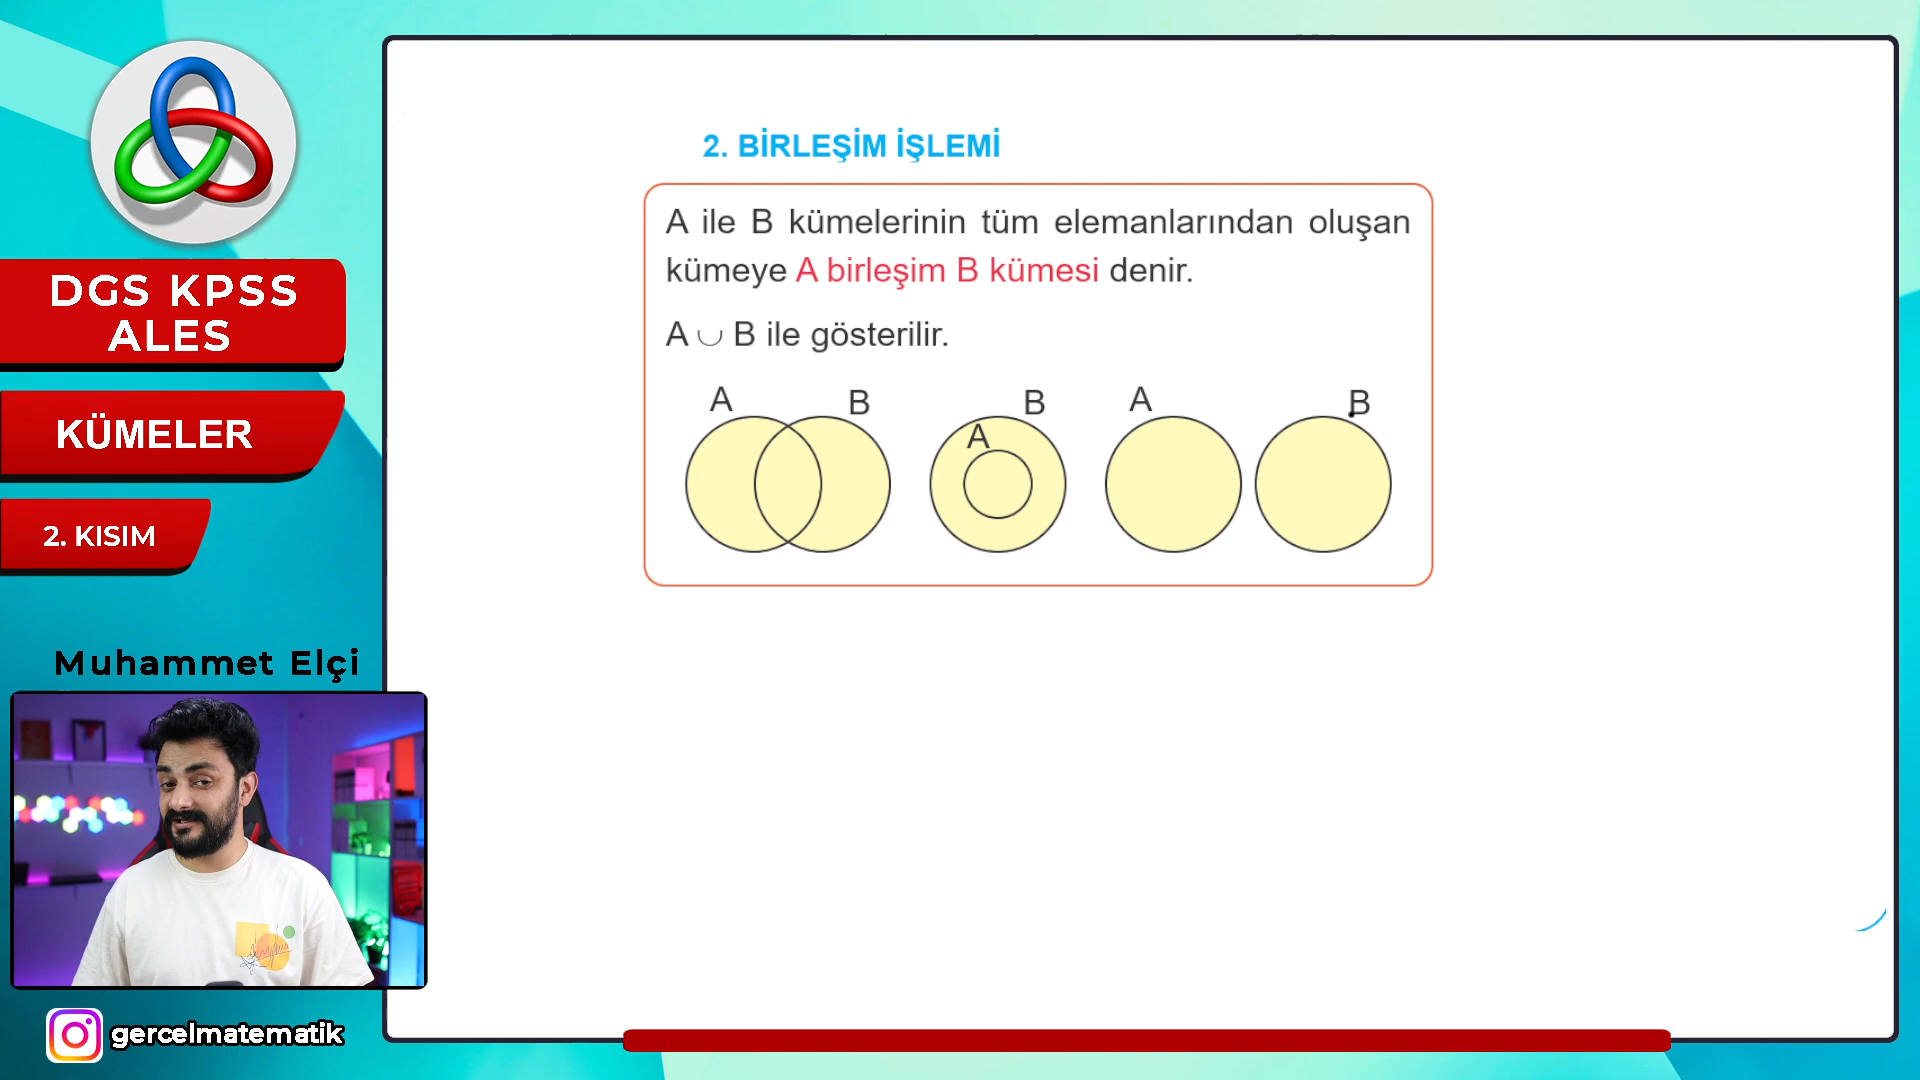 DGS KPSS
ALES
KÜMELER
2. KISIM
Muhammet Elçi
gercelmatematik
2. BİRLEŞİM İŞLEMİ
A ile B kümelerinin tüm elemanlarından oluşan
kümeye A birleşim B kümesi denir.
A ∪ B ile gösterilir.
A B B A A B